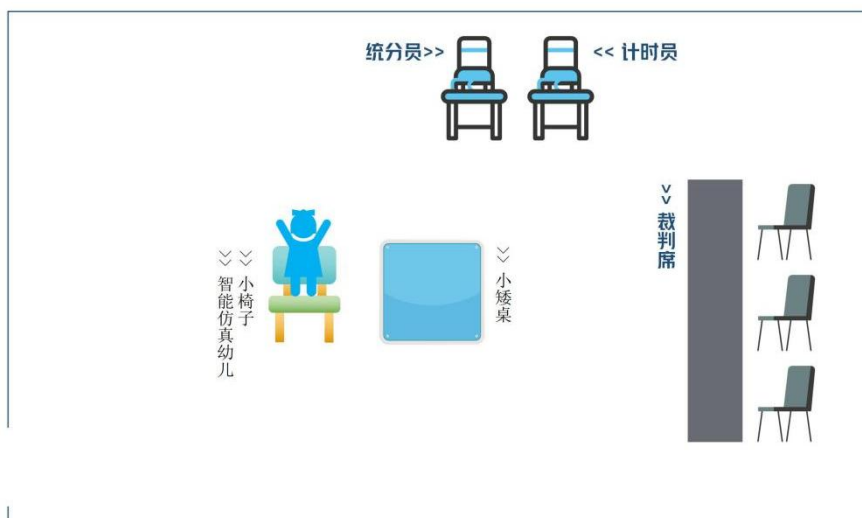 统分员>>
<< 计时员
>> 裁判席
>> 小椅子
>> 智能仿真幼儿
>> 小矮桌